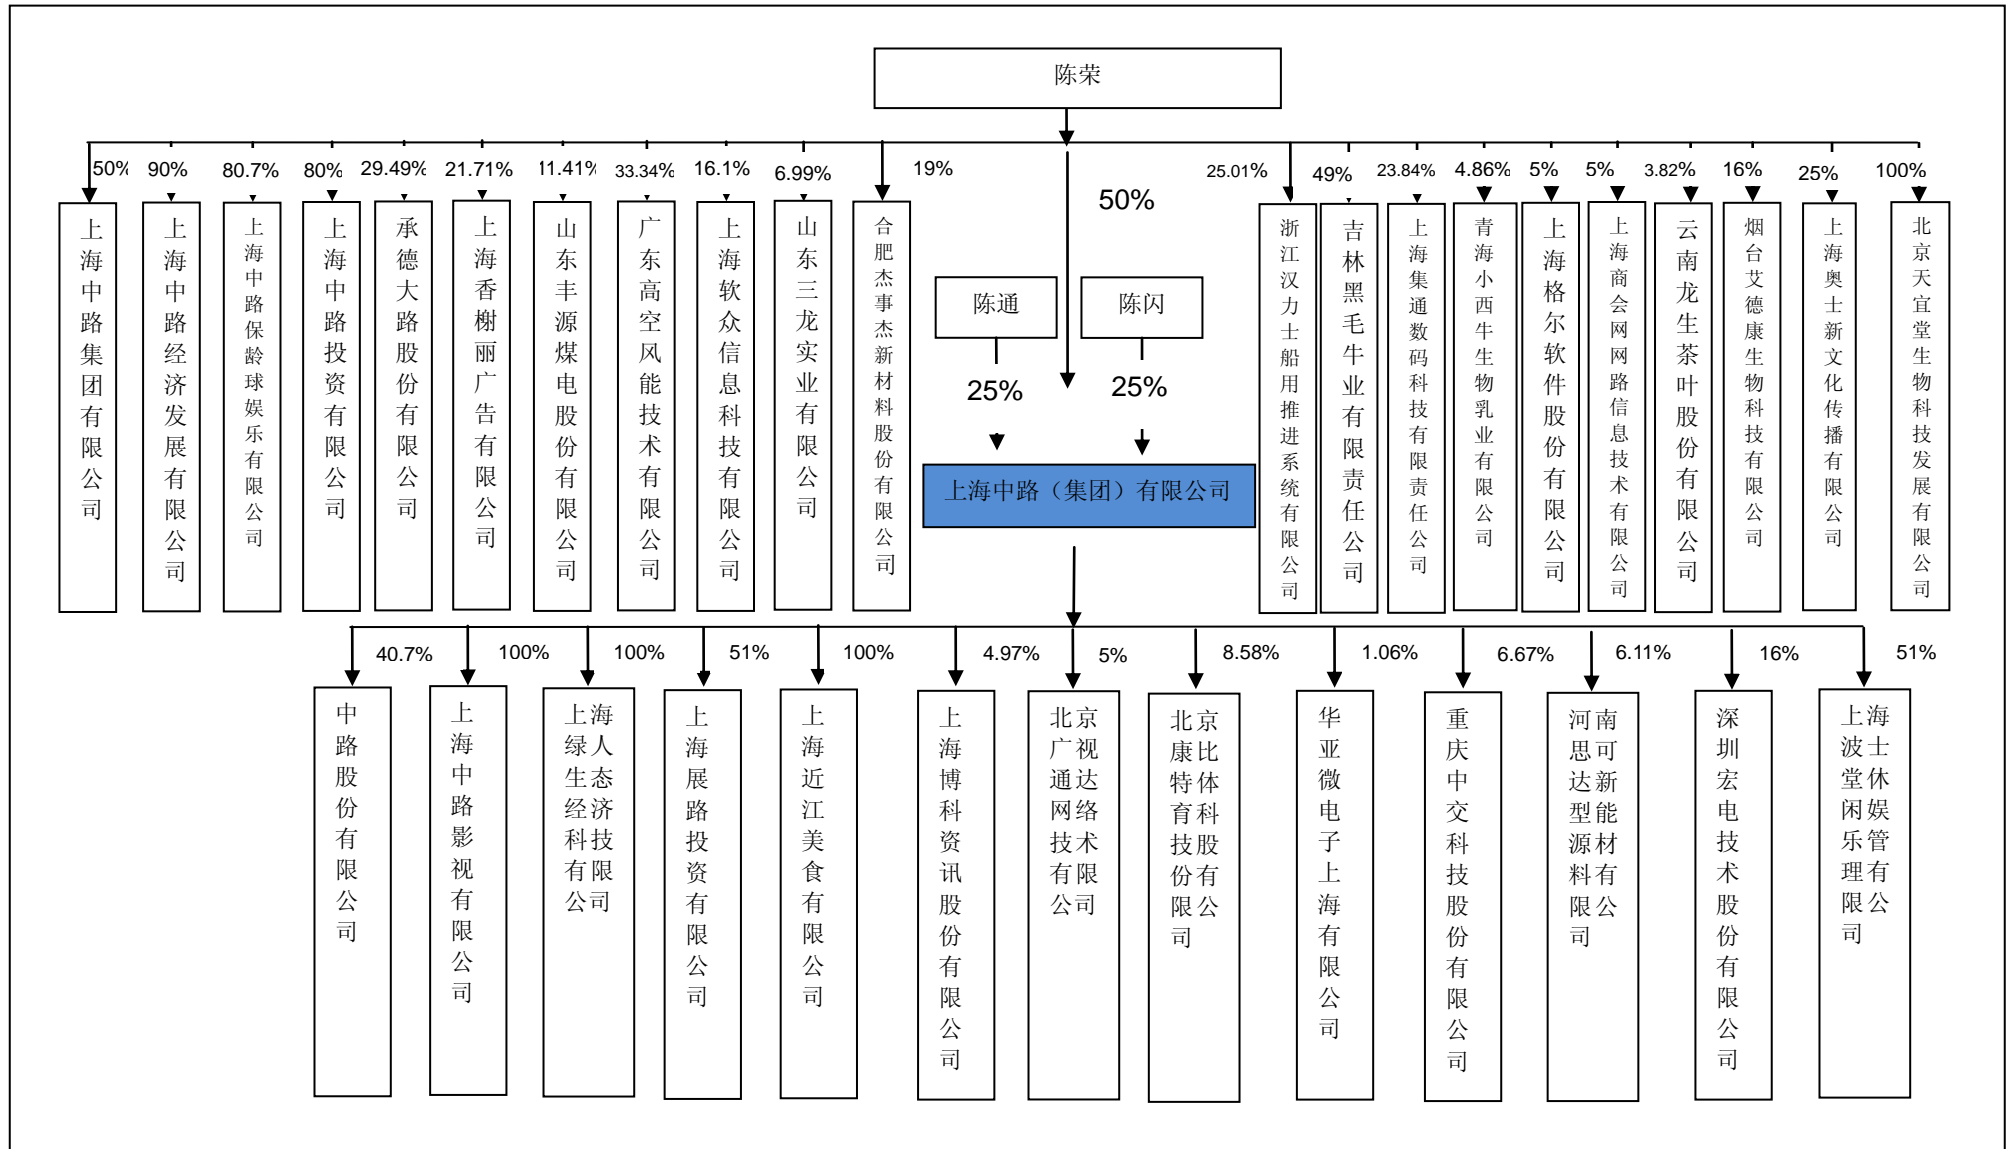 陈荣
50%
90%
80.7%
80%
29.49%
21.71%
11.41%
33.34%
16.1%
6.99%
19%
50%
25.01%
49%
23.84%
4.86%
5%
5%
3.82%
16%
25%
100%
上海中路集团有限公司
上海中路经济发展有限公司
上海中路保龄球娱乐有限公司
上海中路投资有限公司
承德大路股份有限公司
上海香榭丽广告有限公司
山东丰源煤电股份有限公司
广东高空风能技术有限公司
上海软众信息科技有限公司
山东三龙实业有限公司
合肥杰事杰新材料股份有限公司
陈通
陈闪
25%
25%
上海中路（集团）有限公司
浙江汉力士船用推进系统有限公司
吉林黑毛牛业有限责任公司
上海集通数码科技有限责任公司
青海小西牛生物乳业有限公司
上海格尔软件股份有限公司
上海商会网网路信息技术有限公司
云南龙生茶叶股份有限公司
烟台艾德康生物科技有限公司
上海奥士新文化传播有限公司
北京天宜堂生物科技发展有限公司
40.7%
100%
100%
51%
100%
4.97%
5%
8.58%
1.06%
6.67%
6.11%
16%
51%
中路股份有限公司
上海中路影视有限公司
上海绿人生态经济科技有限公司
上海展路投资有限公司
上海近江美食有限公司
上海博科资讯股份有限公司
北京广视通达网络技术有限公司
北京康比特体育科技股份有限公司
华亚微电子上海有限公司
重庆中交科技股份有限公司
河南思可达新型能源材料有限公司
深圳宏电技术股份有限公司
上海波士堂休闲娱乐管理有限公司